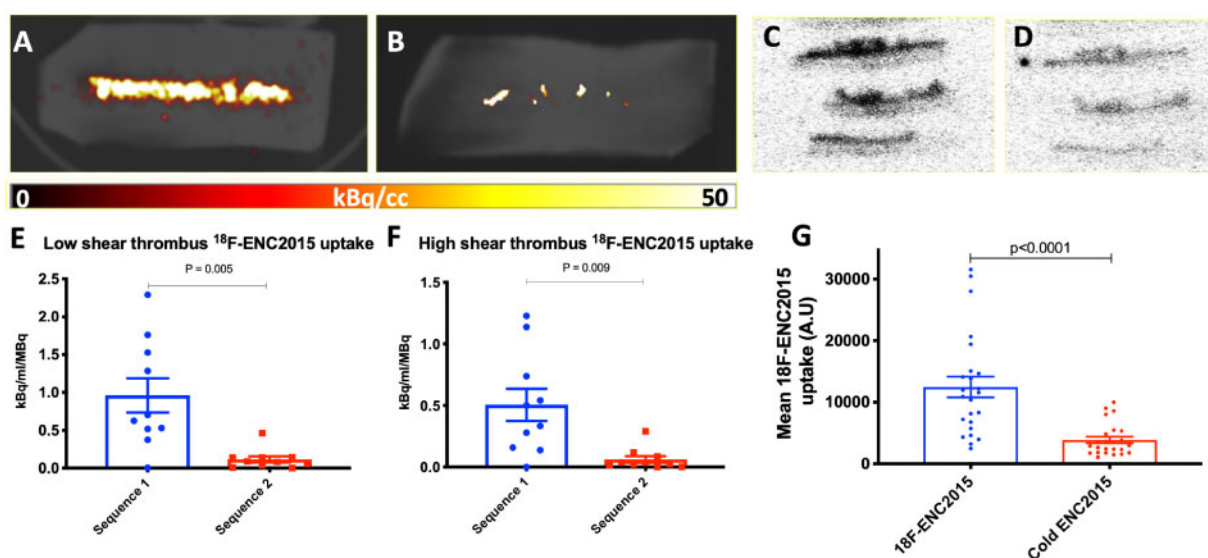 A
B
C
D
0 kBq/cc 50
E Low shear thrombus ¹⁸F-ENC2015 uptake
P = 0.005
kBq/ml/MBq
2.5
2.0
1.5
1.0
0.5
0.0
Sequence 1
Sequence 2
F High shear thrombus ¹⁸F-ENC2015 uptake
P = 0.009
kBq/ml/MBq
1.5
1.0
0.5
0.0
Sequence 1
Sequence 2
G
p<0.0001
Mean 18F-ENC2015
uptake (A.U)
30000
20000
10000
0
18F-ENC2015
Cold ENC2015